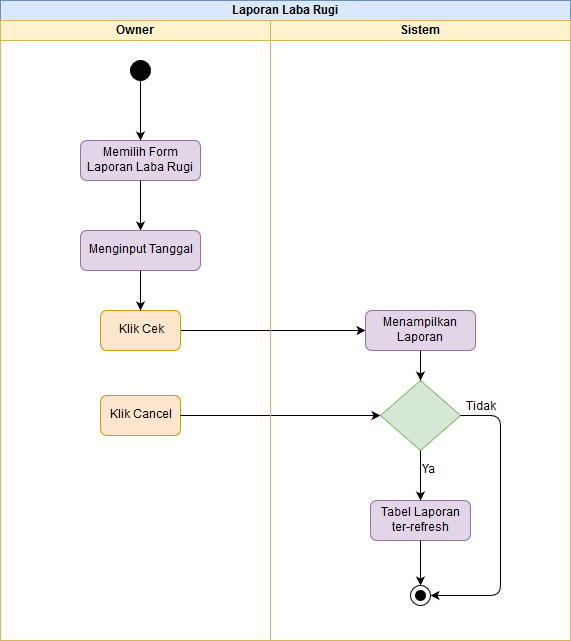 Laporan Laba Rugi
Owner
Sistem
Memilih Form
Laporan Laba Rugi
Menginput Tanggal
Klik Cek
Menampilkan
Laporan
Klik Cancel
Tidak
Ya
Tabel Laporan
ter-refresh